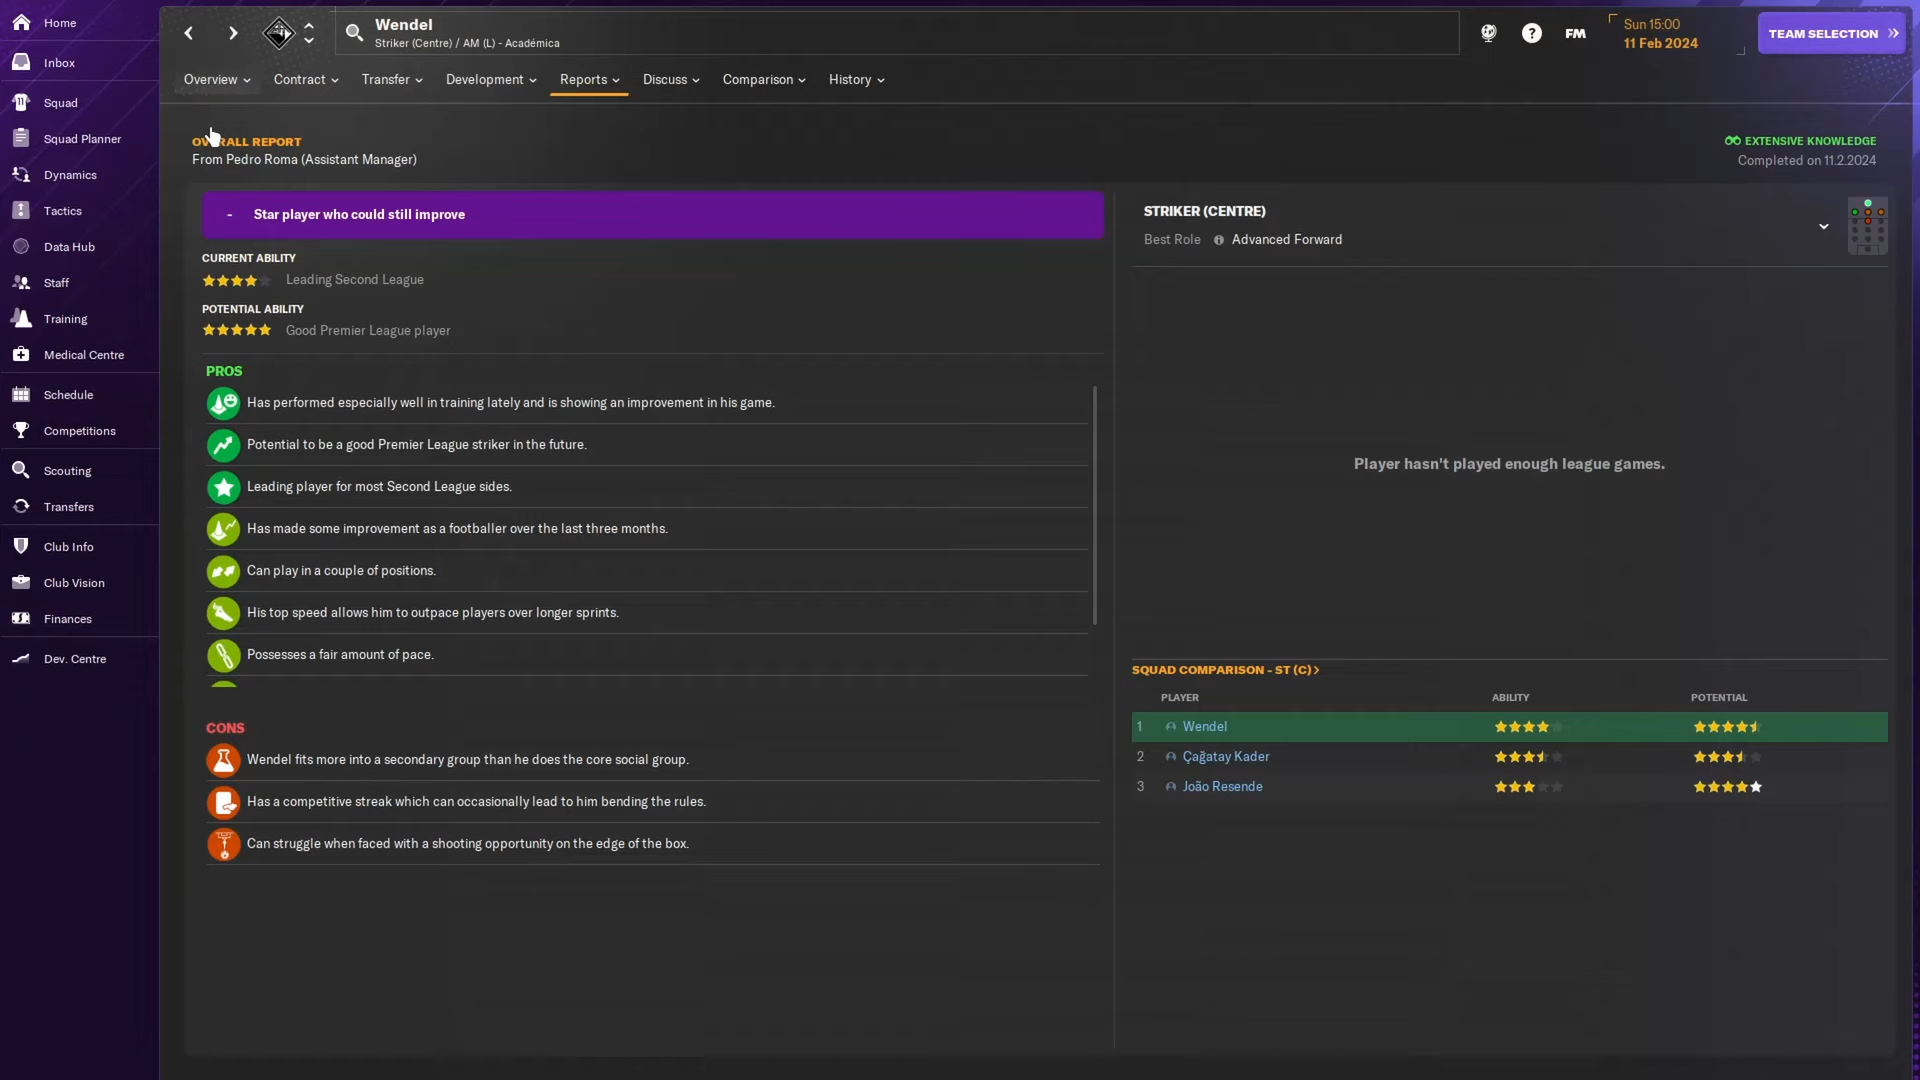 Home
Inbox
Squad
Squad Planner
Dynamics
Tactics
Data Hub
Staff
Training
Medical Centre
Schedule
Competitions
Scouting
Transfers
Club Info
Club Vision
Finances
Dev. Centre
Wendel
Striker (Centre) / AM (L) - Académica
?
FM
Sun 15:00
11 Feb 2024
TEAM SELECTION
Overview
Contract
Transfer
Development
Reports
Discuss
Comparison
History
OVERALL REPORT
From Pedro Roma (Assistant Manager)
EXTENSIVE KNOWLEDGE
Completed on 11.2.2024
- Star player who could still improve
CURRENT ABILITY
Leading Second League
POTENTIAL ABILITY
Good Premier League player
PROS
Has performed especially well in training lately and is showing an improvement in his game.
Potential to be a good Premier League striker in the future.
Leading player for most Second League sides.
Has made some improvement as a footballer over the last three months.
Can play in a couple of positions.
His top speed allows him to outpace players over longer sprints.
Possesses a fair amount of pace.
CONS
Wendel fits more into a secondary group than he does the core social group.
Has a competitive streak which can occasionally lead to him bending the rules.
Can struggle when faced with a shooting opportunity on the edge of the box.
STRIKER (CENTRE)
Best Role Advanced Forward
Player hasn't played enough league games.
SQUAD COMPARISON - ST (C)
PLAYER ABILITY POTENTIAL
1 Wendel
2 Çağatay Kader
3 João Resende